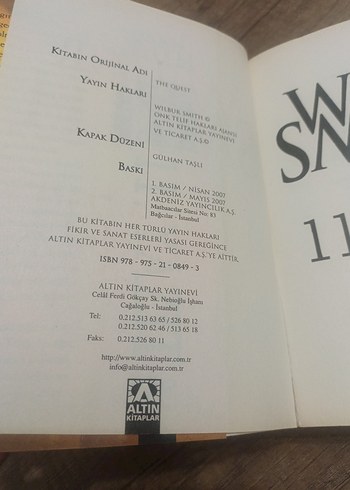 KİTABIN ORİJİNAL ADI
THE QUEST
YAYIN HAKLARI
WILBUR SMITH ©
ONK TELİF HAKLARI AJANSI
ALTIN KİTAPLAR YAYINEVİ
VE TİCARET A.Ş.©
KAPAK DÜZENİ
GÜLHAN TAŞLI
BASKI
1. BASIM / NİSAN 2007
2. BASIM / MAYIS 2007
AKDENİZ YAYINCILIK A.Ş.
Matbaacılar Sitesi No: 83
Bağcılar - İstanbul
BU KİTABIN HER TÜRLÜ YAYIN HAKLARI
FİKİR VE SANAT ESERLERİ YASASI GEREĞİNCE
ALTIN KİTAPLAR YAYINEVİ VE TİCARET A.Ş.'YE AİTTİR.
ISBN 978 - 975 - 21 - 0849 - 3
ALTIN KİTAPLAR YAYINEVİ
Celâl Ferdi Gökçay Sk. Nebioğlu İşhanı
Cağaloğlu - İstanbul
Tel: 0.212.513 63 65 / 526 80 12
0.212.520 62 46 / 513 65 18
Faks: 0.212.526 80 11
http://www.altinkitaplar.com.tr
info@altinkitaplar.com.tr
ALTIN
KİTAPLAR
W
SM
11